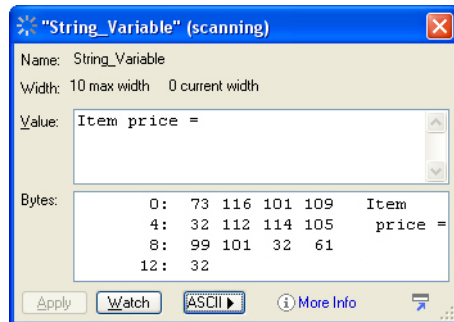 "String_Variable" (scanning)
Name: String_Variable
Width: 10 max width 0 current width
Value: Item price =
Bytes: 0: 73 116 101 109 Item
4: 32 112 114 105 price =
8: 99 101 32 61
12: 32
Apply Watch ASCII More Info